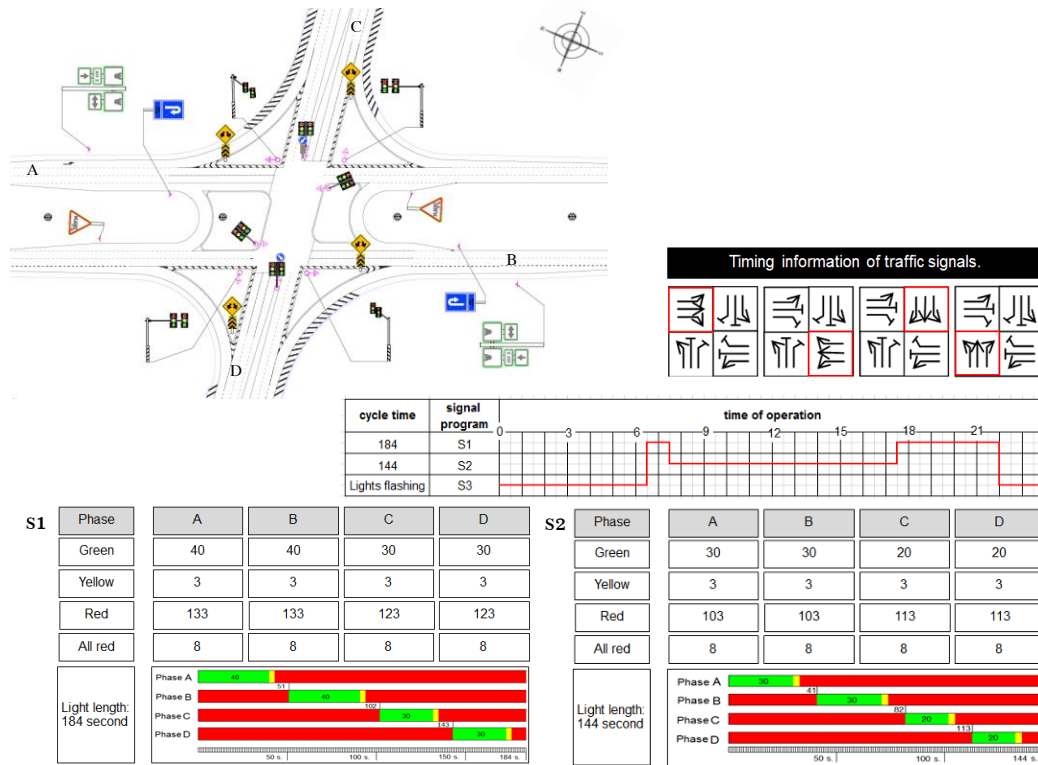 C
A
B
D
Timing information of traffic signals.
cycle time signal program time of operation
0 3 6 9 12 15 18 21
184 S1
144 S2
Lights flashing S3
S1
Phase A B C D
Green 40 40 30 30
Yellow 3 3 3 3
Red 133 133 123 123
All red 8 8 8 8
Light length:
184 second
Phase A 40
51
Phase B 40
102
Phase C 30
143
Phase D 30
50 s. 100 s. 150 s. 184 s.
S2
Phase A B C D
Green 30 30 20 20
Yellow 3 3 3 3
Red 103 103 113 113
All red 8 8 8 8
Light length:
144 second
Phase A 30
41
Phase B 30
82
Phase C 20
113
Phase D 20
50 s. 100 s. 144 s.